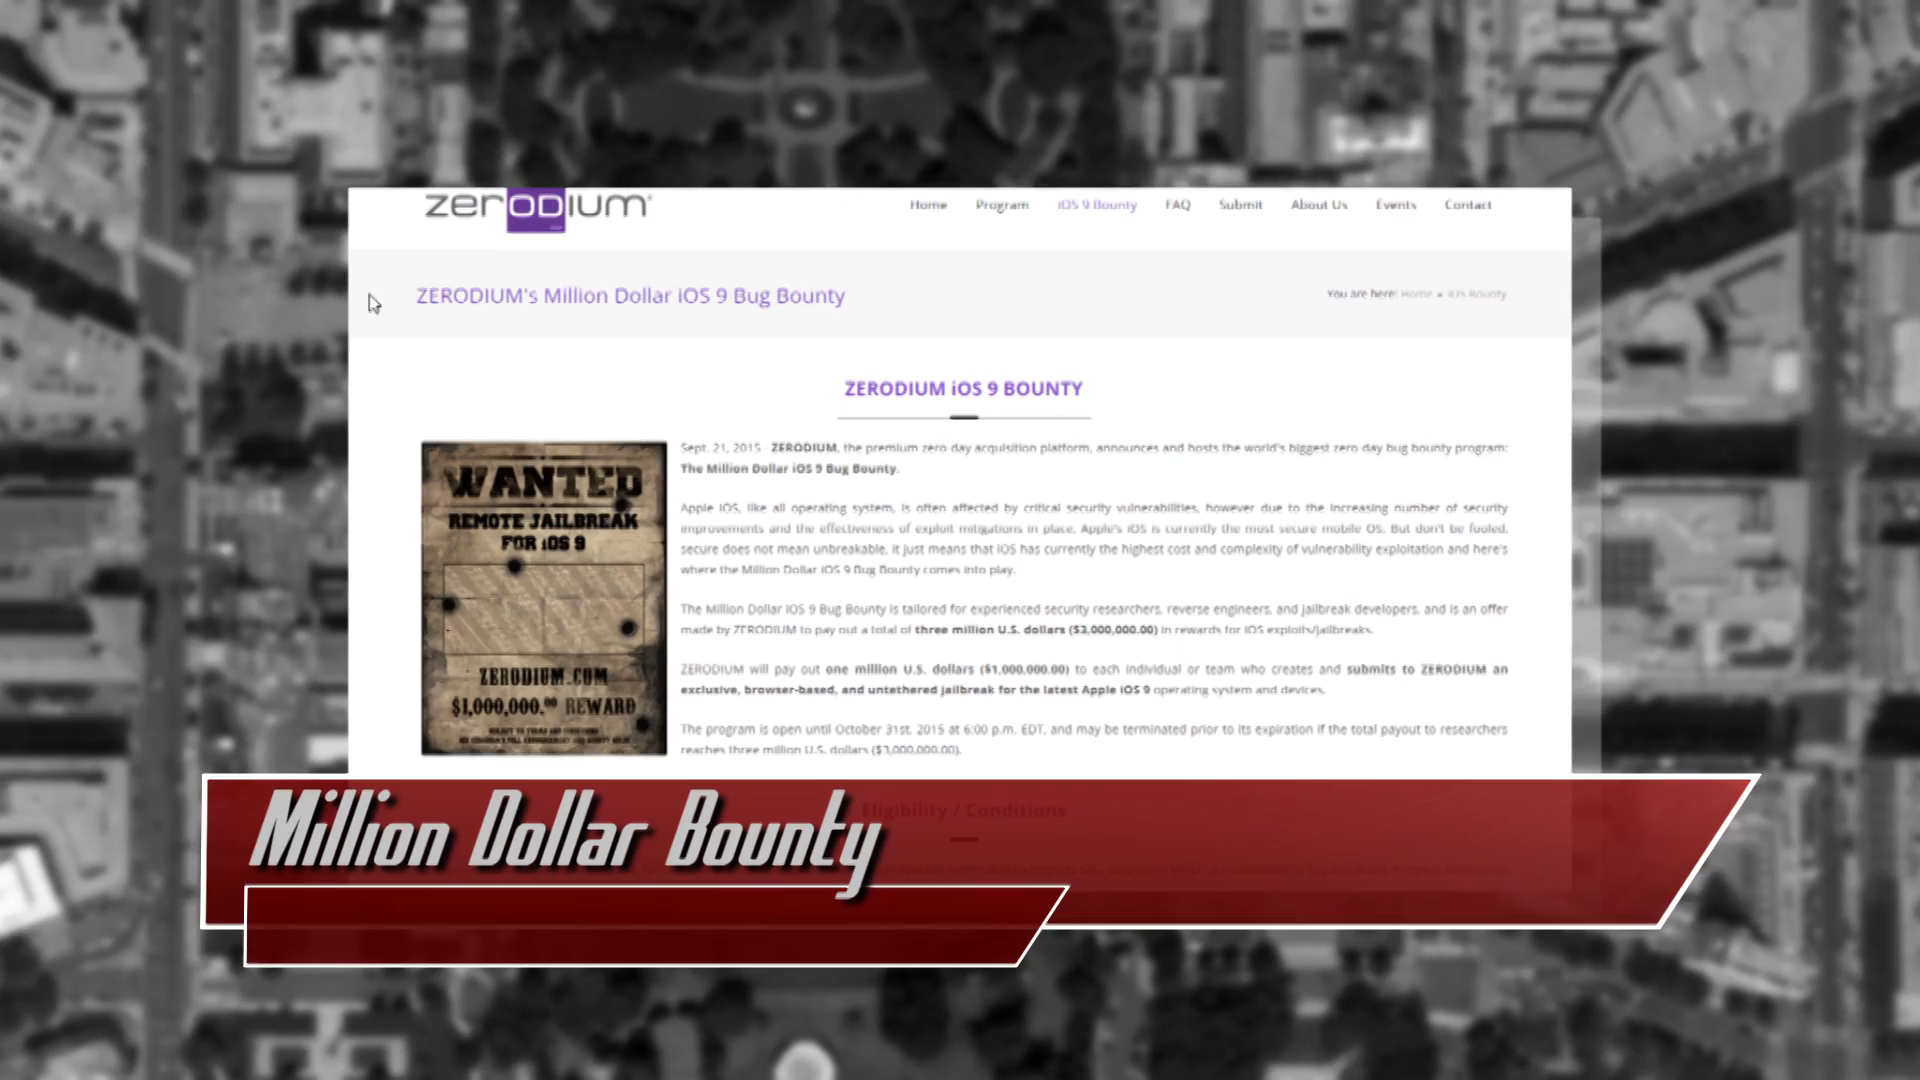 zerODium
Home Program iOS 9 Bounty FAQ Submit About Us Events Contact
ZERODIUM's Million Dollar iOS 9 Bug Bounty
You are here: Home » iOS Bounty
ZERODIUM iOS 9 BOUNTY
WANTED
REMOTE JAILBREAK
FOR iOS 9
ZERODIUM.COM
$1,000,000.00 REWARD
Sept. 21, 2015 - ZERODIUM, the premium zero day acquisition platform, announces and hosts the world's biggest zero day bug bounty program:
The Million Dollar iOS 9 Bug Bounty.
Apple iOS, like all operating system, is often affected by critical security vulnerabilities, however due to the increasing number of security
improvements and the effectiveness of exploit mitigations in place, Apple's iOS is currently the most secure mobile OS. But don't be fooled,
secure does not mean unbreakable, it just means that iOS has currently the highest cost and complexity of vulnerability exploitation and here's
where the Million Dollar iOS 9 Bug Bounty comes into play.
The Million Dollar iOS 9 Bug Bounty is tailored for experienced security researchers, reverse engineers, and jailbreak developers, and is an offer
made by ZERODIUM to pay out a total of three million U.S. dollars ($3,000,000.00) in rewards for iOS exploits/jailbreaks.
ZERODIUM will pay out one million U.S. dollars ($1,000,000.00) to each individual or team who creates and submits to ZERODIUM an
exclusive, browser-based, and untethered jailbreak for the latest Apple iOS 9 operating system and devices.
The program is open until October 31st, 2015 at 6:00 p.m. EDT, and may be terminated prior to its expiration if the total payout to researchers
reaches three million U.S. dollars ($3,000,000.00).
Eligibility / Conditions
Million Dollar Bounty